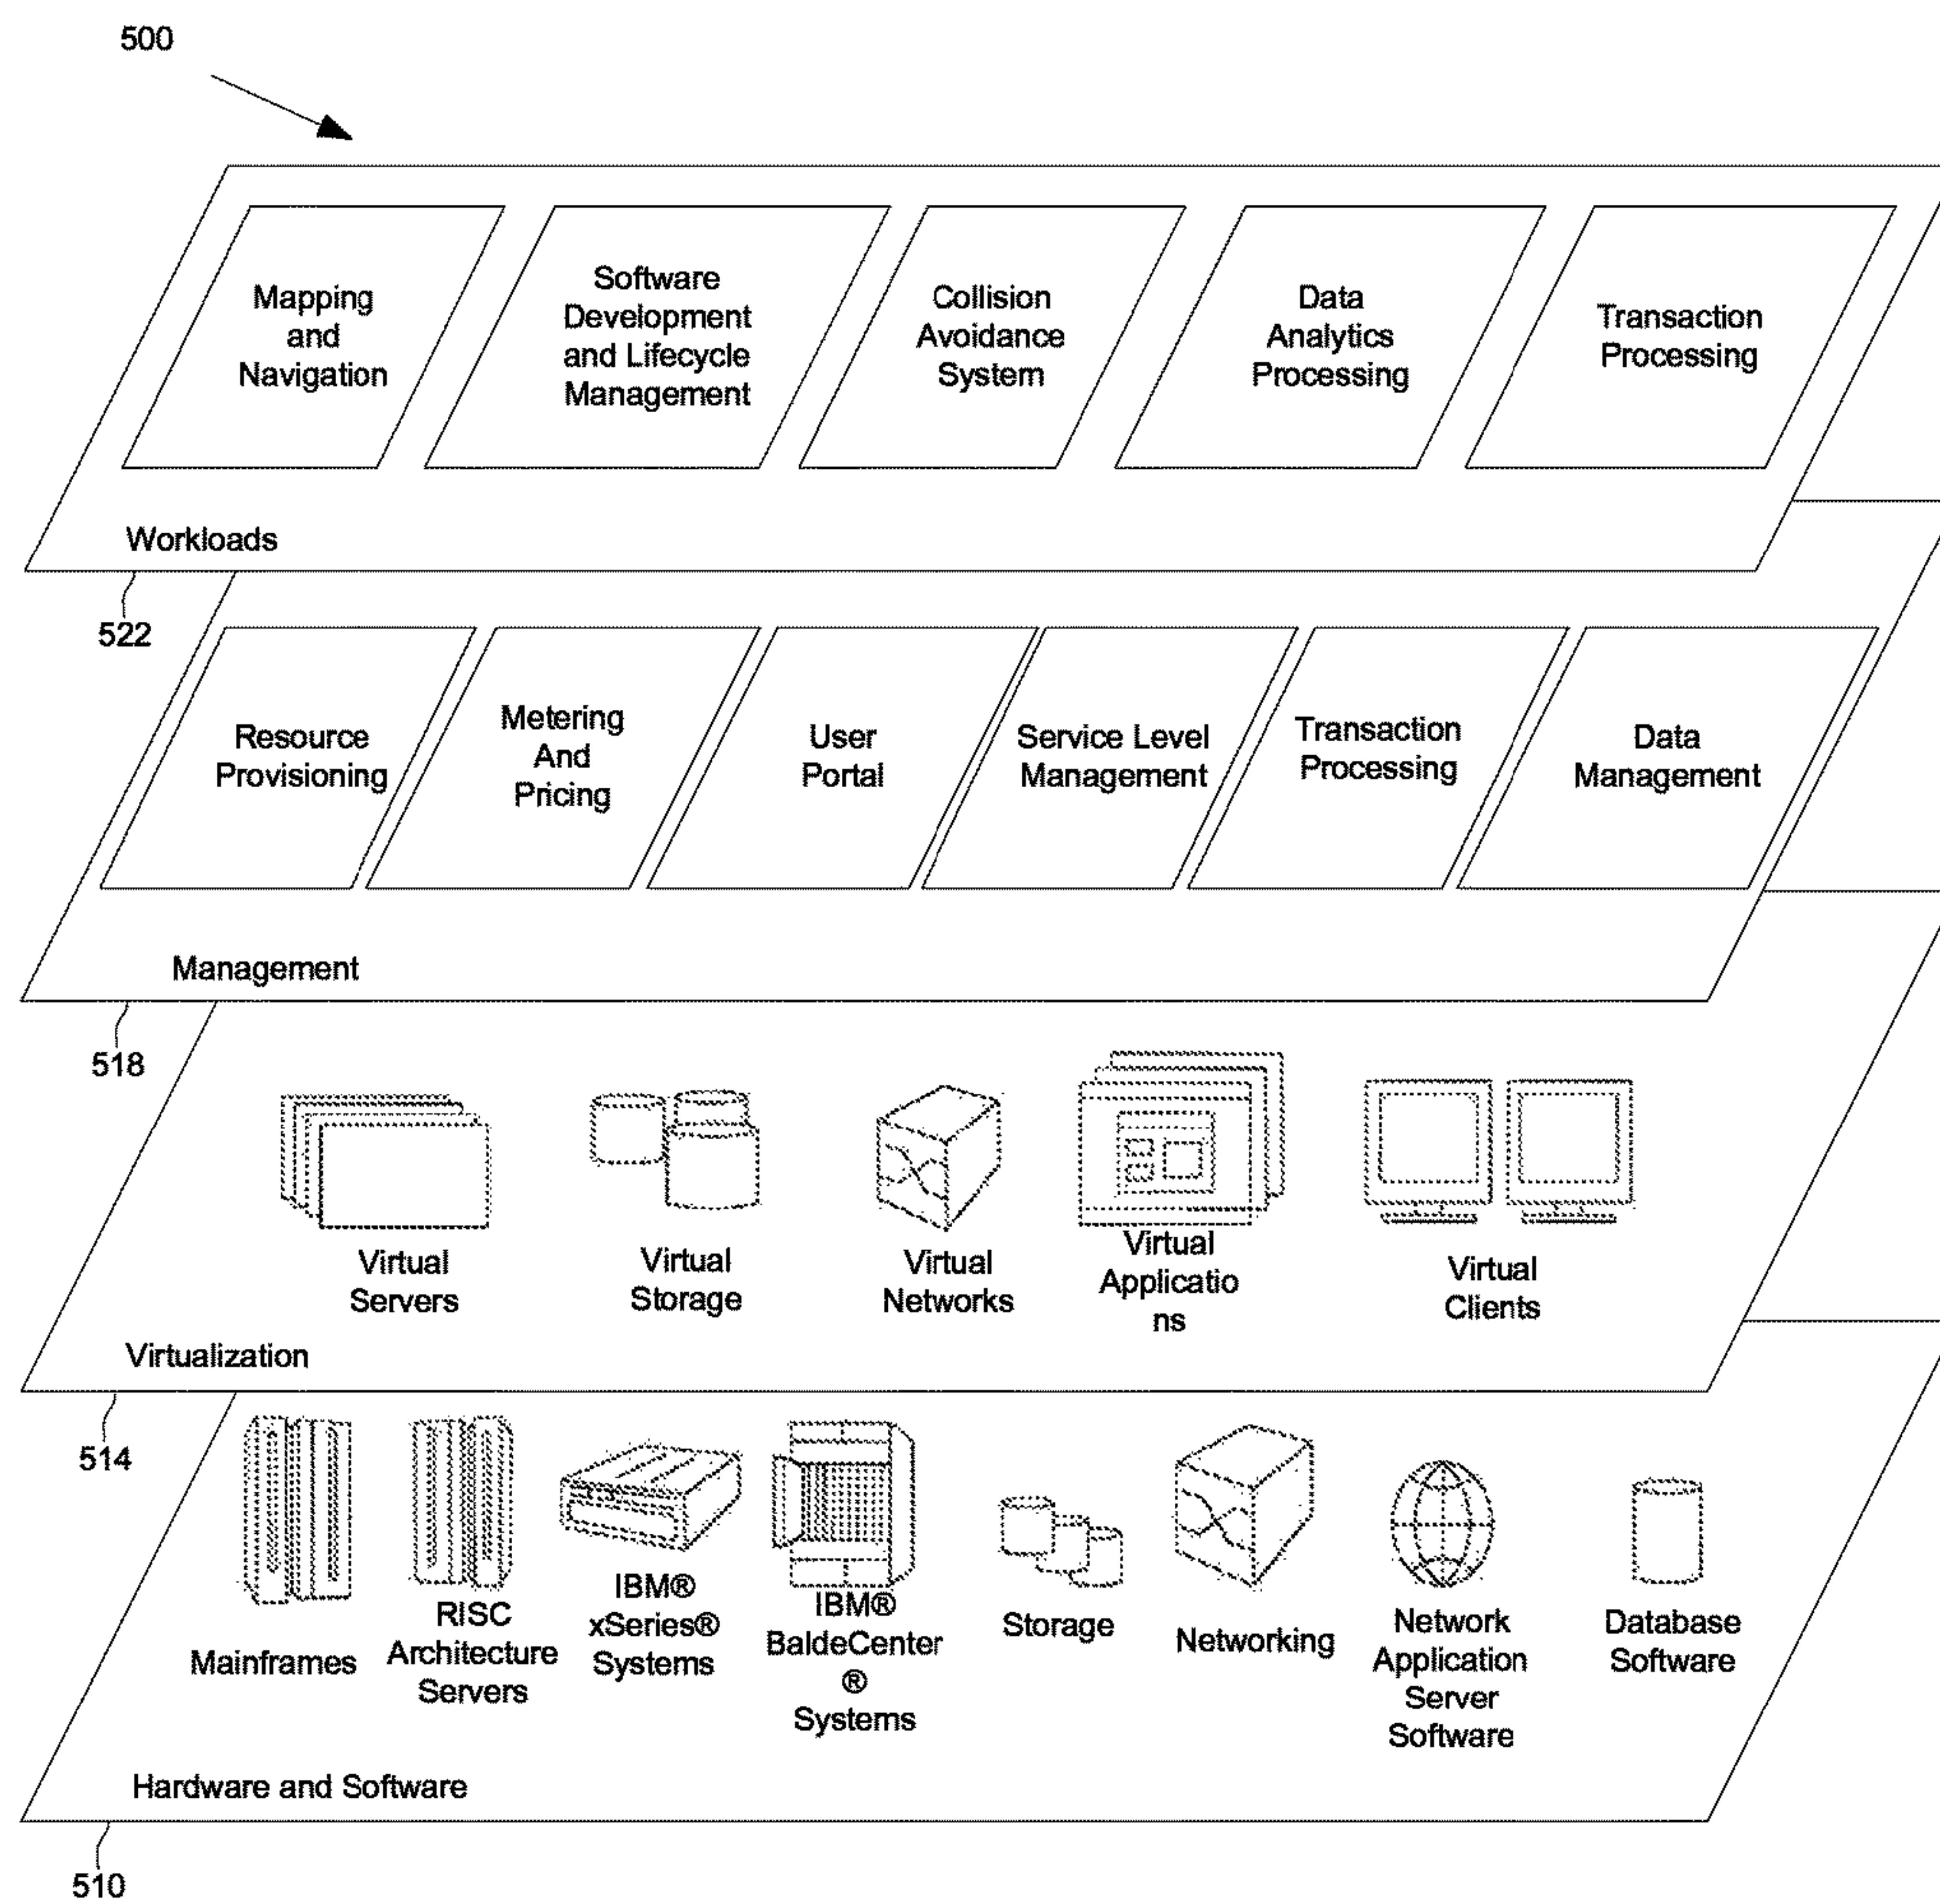 500
Mapping
and
Navigation
Software
Development
and Lifecycle
Management
Collision
Avoidance
System
Data
Analytics
Processing
Transaction
Processing
Workloads
522
Resource
Provisioning
Metering
And
Pricing
User
Portal
Service Level
Management
Transaction
Processing
Data
Management
Management
518
Virtual
Servers
Virtual
Storage
Virtual
Networks
Virtual
Applicatio
ns
Virtual
Clients
Virtualization
514
Mainframes
RISC
Architecture
Servers
IBM®
xSeries®
Systems
IBM®
BaldeCenter
®
Systems
Storage
Networking
Network
Application
Server
Software
Database
Software
Hardware and Software
510